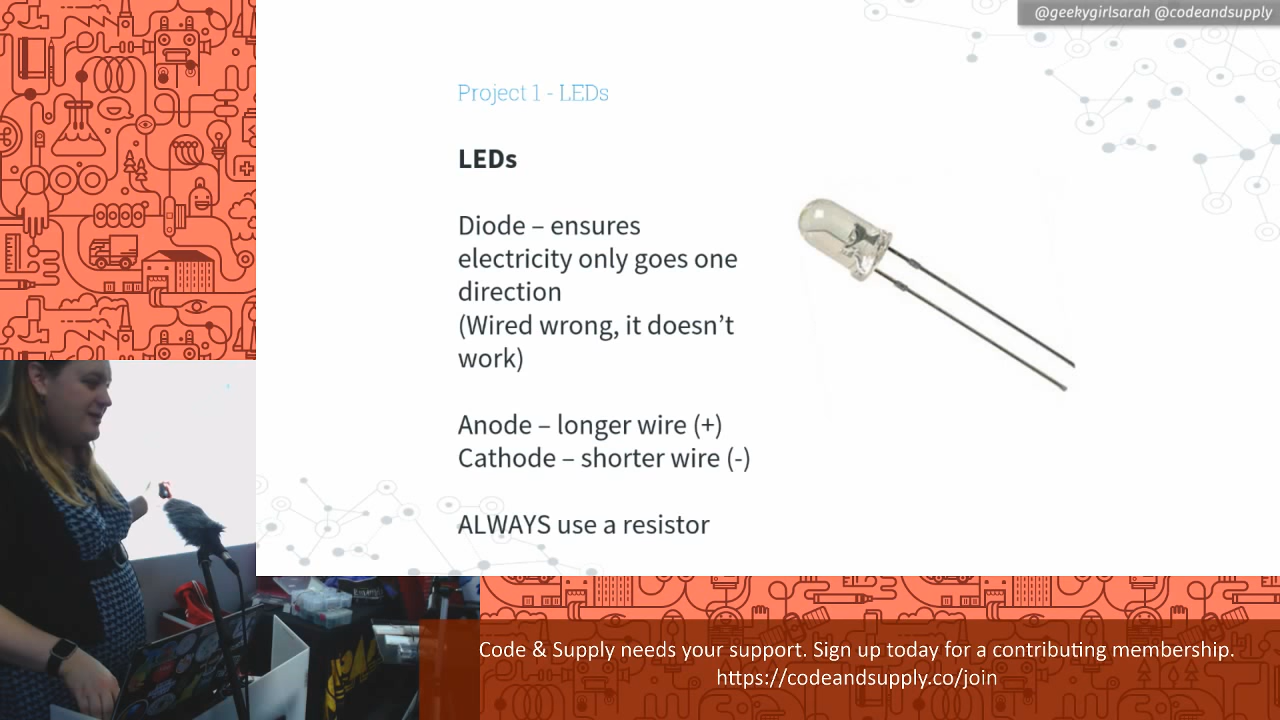 @geekygirlsarah @codeandsupply
Project 1 - LEDs
LEDs
Diode – ensures
electricity only goes one
direction
(Wired wrong, it doesn’t
work)
Anode – longer wire (+)
Cathode – shorter wire (-)
ALWAYS use a resistor
Code & Supply needs your support. Sign up today for a contributing membership.
https://codeandsupply.co/join